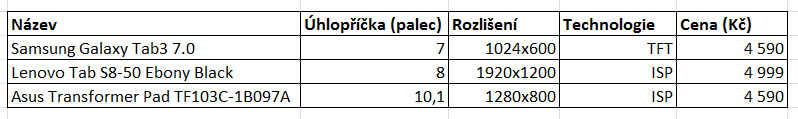 Název Úhlopříčka (palec) Rozlišení Technologie Cena (Kč)
Samsung Galaxy Tab3 7.0 7 1024x600 TFT 4 590
Lenovo Tab S8-50 Ebony Black 8 1920x1200 ISP 4 999
Asus Transformer Pad TF103C-1B097A 10,1 1280x800 ISP 4 590